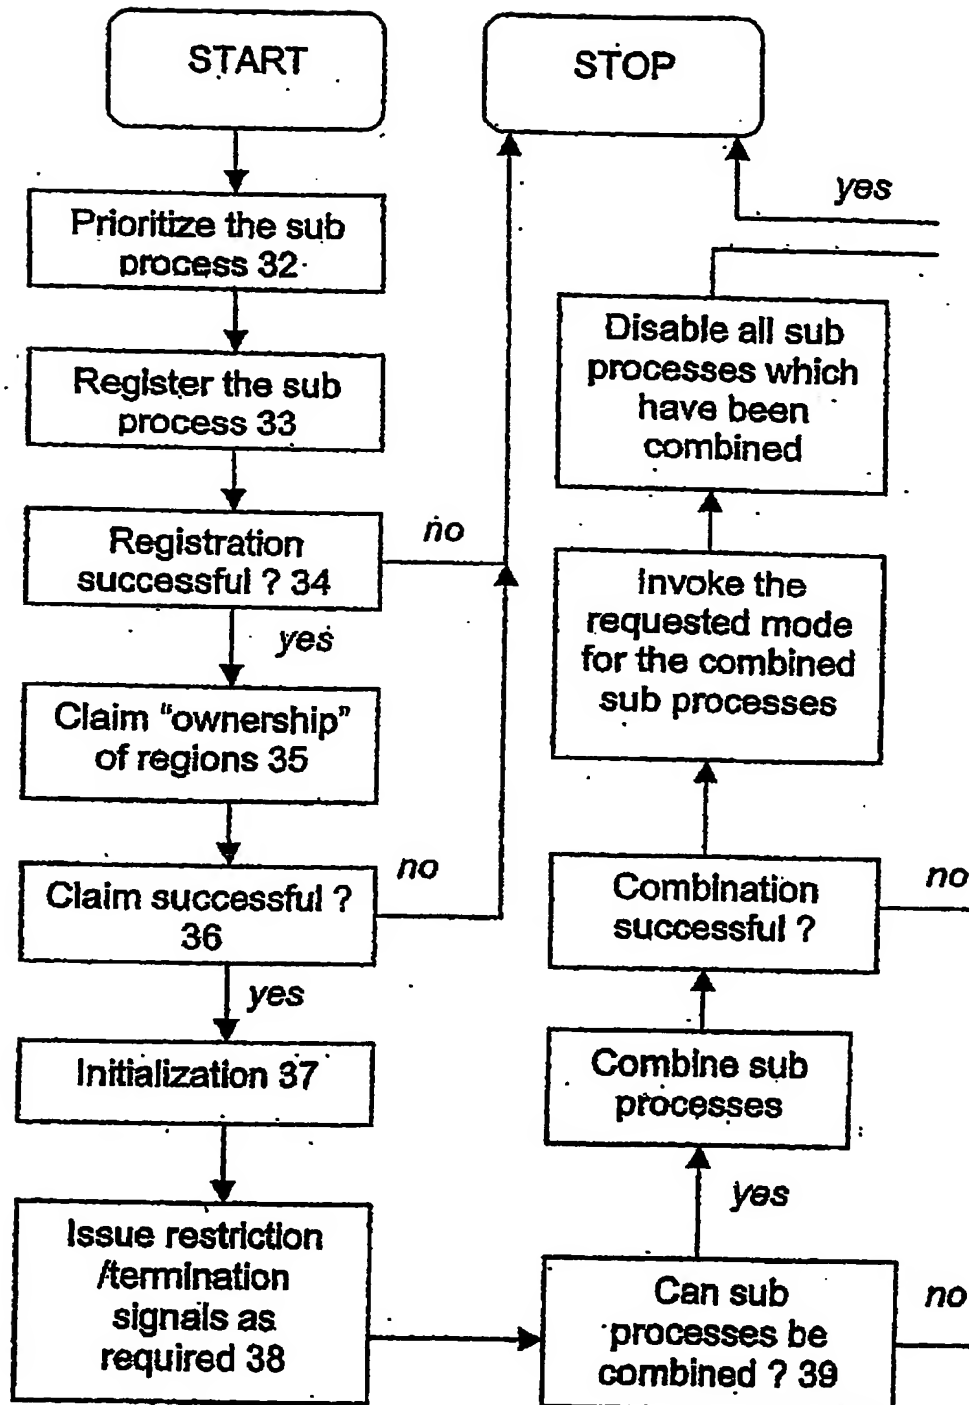 START
Prioritize the sub
process 32
Register the sub
process 33
Registration
successful ? 34
no
yes
Claim "ownership"
of regions 35
Claim successful ?
36
no
yes
Initialization 37
Issue restriction
/termination
signals as
required 38
STOP
yes
Disable all sub
processes which
have been
combined
Invoke the
requested mode
for the combined
sub processes
Combination
successful ?
no
Combine sub
processes
yes
Can sub
processes be
combined ? 39
no